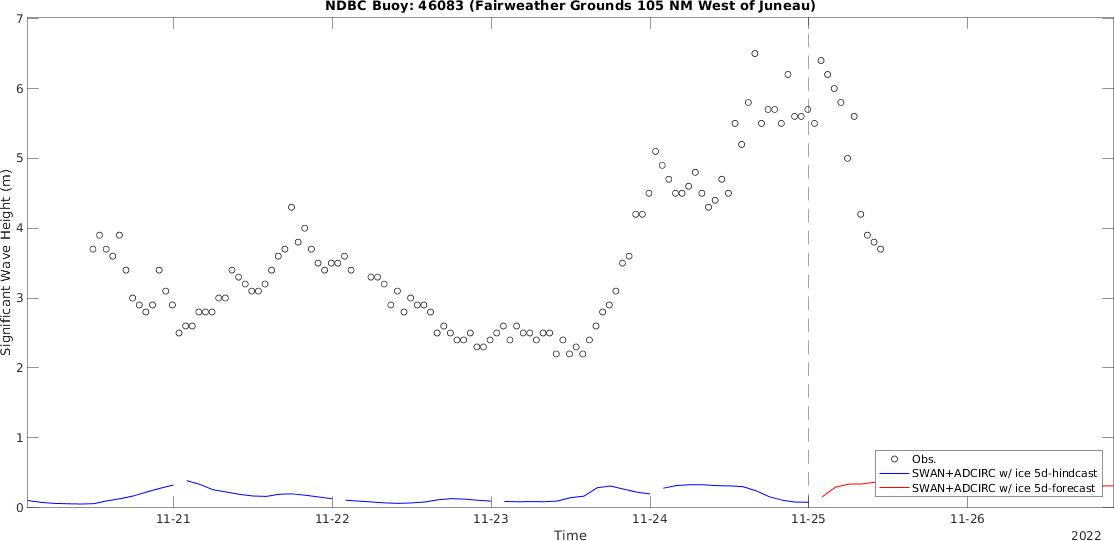 NDBC Buoy: 46083 (Fairweather Grounds 105 NM West of Juneau)
7
6
5
4
3
2
1
0
Significant Wave Height (m)
Obs.
SWAN+ADCIRC w/ ice 5d-hindcast
SWAN+ADCIRC w/ ice 5d-forecast
11-21
11-22
11-23
11-24
11-25
11-26
Time
2022